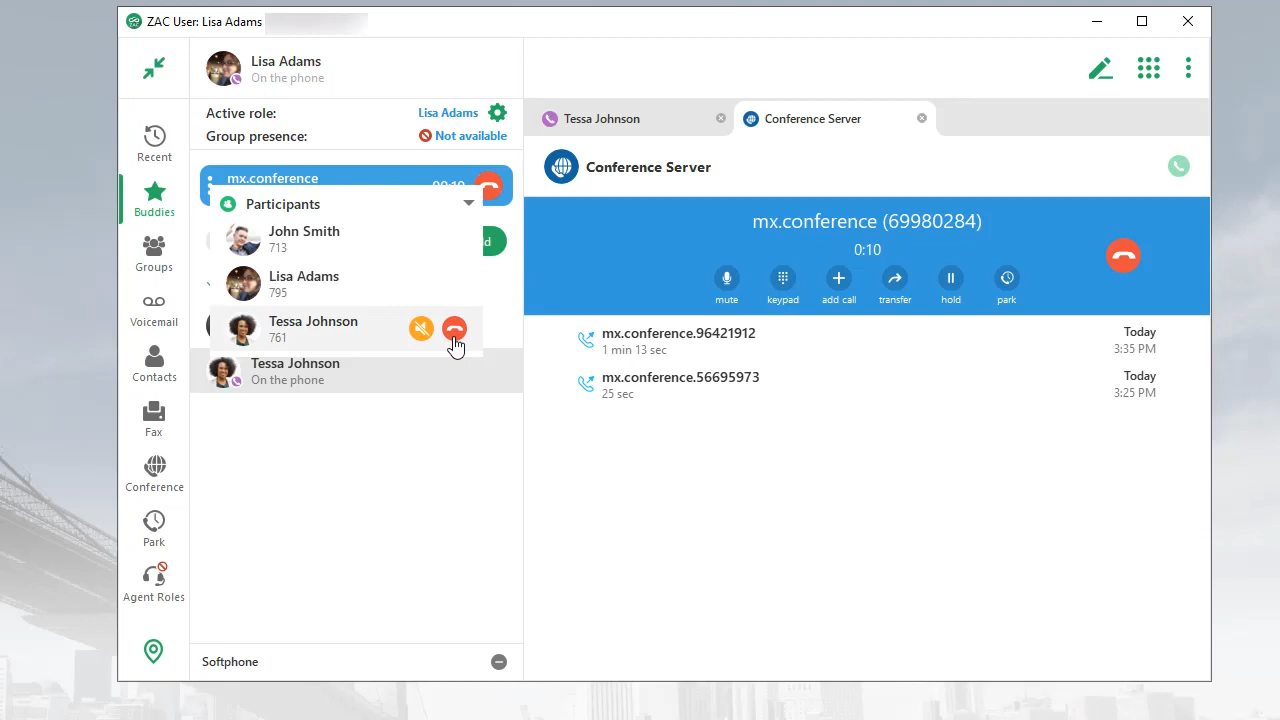 ZAC User: Lisa Adams
Lisa Adams
On the phone
Active role: Lisa Adams
Group presence: Not available
Recent
Buddies
Groups
Voicemail
Contacts
Fax
Conference
Park
Agent Roles
mx.conference
Participants
John Smith
713
Lisa Adams
795
Tessa Johnson
761
Tessa Johnson
On the phone
Softphone
Tessa Johnson
Conference Server
Conference Server
mx.conference (69980284)
0:10
mute
keypad
add call
transfer
hold
park
mx.conference.96421912
Today
1 min 13 sec
3:35 PM
mx.conference.56695973
Today
25 sec
3:25 PM